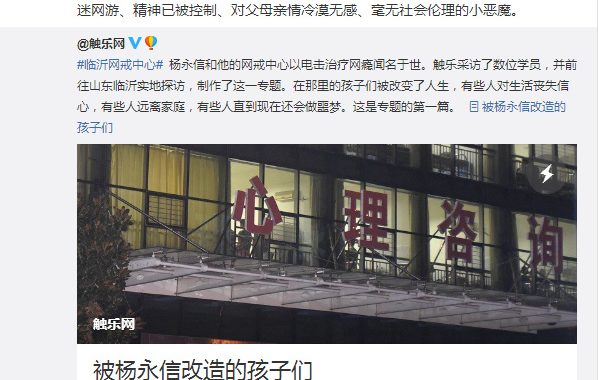 迷网游、精神已被控制、对父母亲情冷漠无感、毫无社会伦理的小恶魔。
@触乐网
#临沂网戒中心# 杨永信和他的网戒中心以电击治疗网瘾闻名于世。触乐采访了数位学员，并前
往山东临沂实地探访，制作了这一专题。在那里的孩子们被改变了人生，有些人对生活丧失信
心，有些人远离家庭，有些人直到现在还会做噩梦。这是专题的第一篇。 被杨永信改造的
孩子们
心理咨询
触乐网
被杨永信改造的孩子们